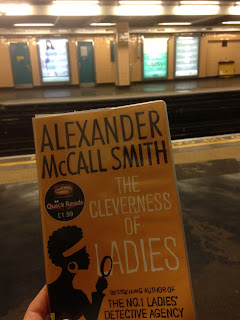 ALEXANDER
McCALL SMITH
Quick Reads
£1.99
THE
CLEVERNESS
OF
LADIES
BESTSELLING AUTHOR OF
THE NO.1 LADIES'
DETECTIVE AGENCY